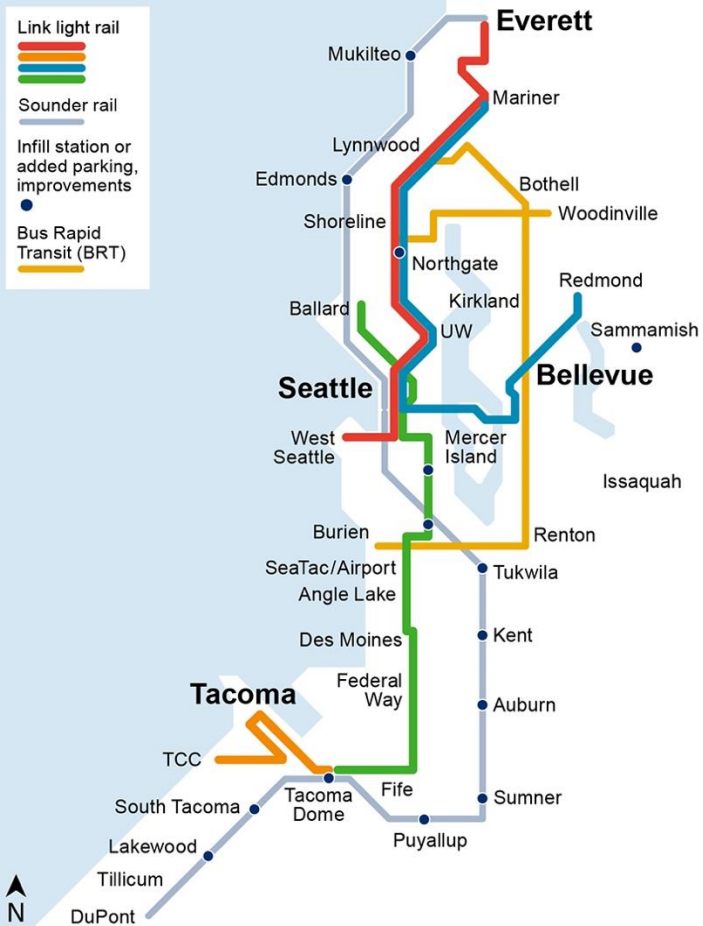 Link light rail
Sounder rail
Infill station or
added parking,
improvements
Bus Rapid
Transit (BRT)
Everett
Mukilteo
Mariner
Lynnwood
Edmonds
Bothell
Shoreline
Woodinville
Northgate
Redmond
Ballard
Kirkland
UW
Sammamish
Seattle
Bellevue
West
Seattle
Mercer
Island
Issaquah
Burien
Renton
SeaTac/Airport
Tukwila
Angle Lake
Des Moines
Kent
Federal
Way
Tacoma
Auburn
TCC
Fife
Tacoma
Dome
South Tacoma
Sumner
Puyallup
Lakewood
Tillicum
DuPont
N